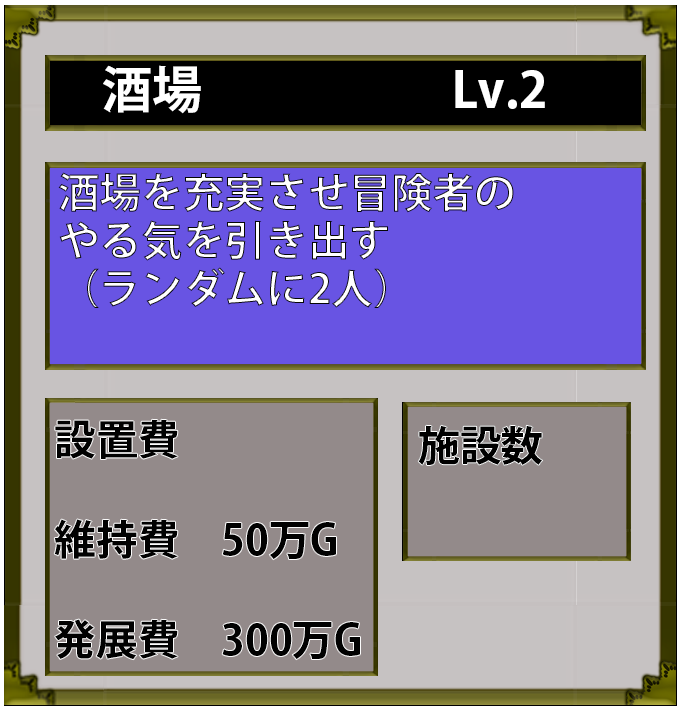 酒場 Lv.2
酒場を充実させ冒険者の
やる気を引き出す
（ランダムに2人）
設置費
維持費 50万G
発展費 300万G
施設数